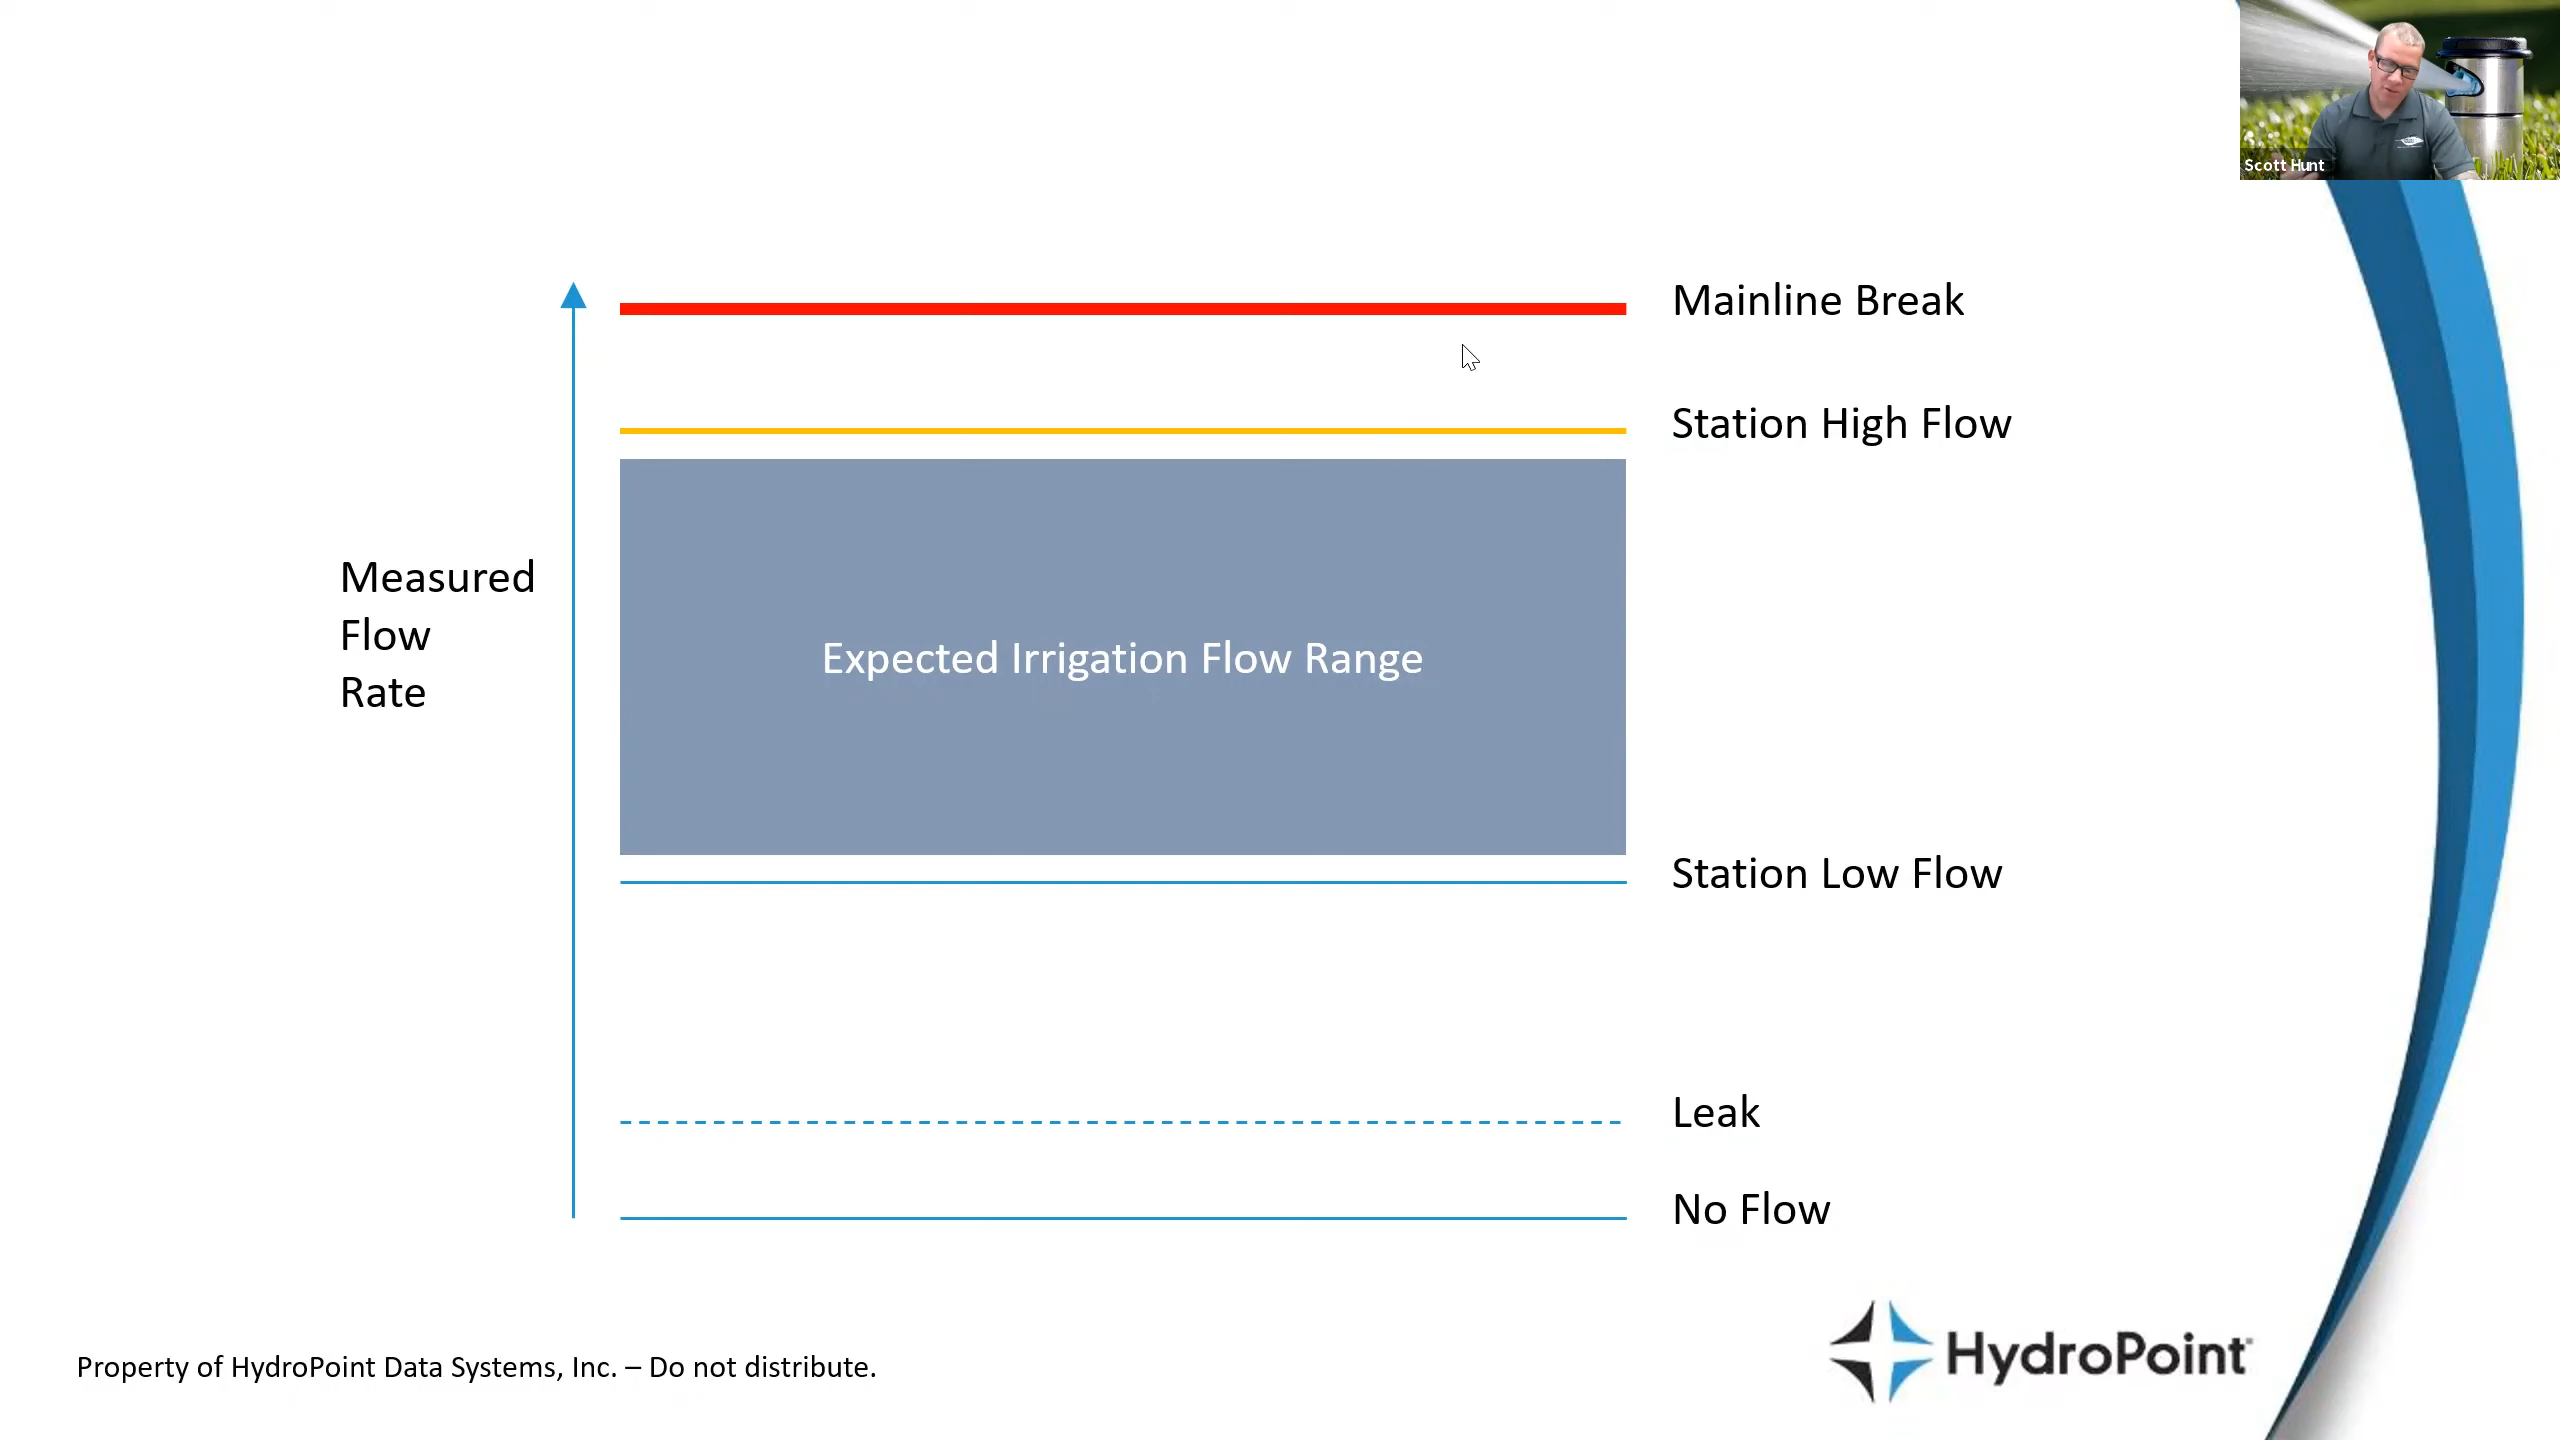 Scott Hunt
Mainline Break
Station High Flow
Measured
Flow
Rate
Expected Irrigation Flow Range
Station Low Flow
Leak
No Flow
HydroPoint
Property of HydroPoint Data Systems, Inc. – Do not distribute.